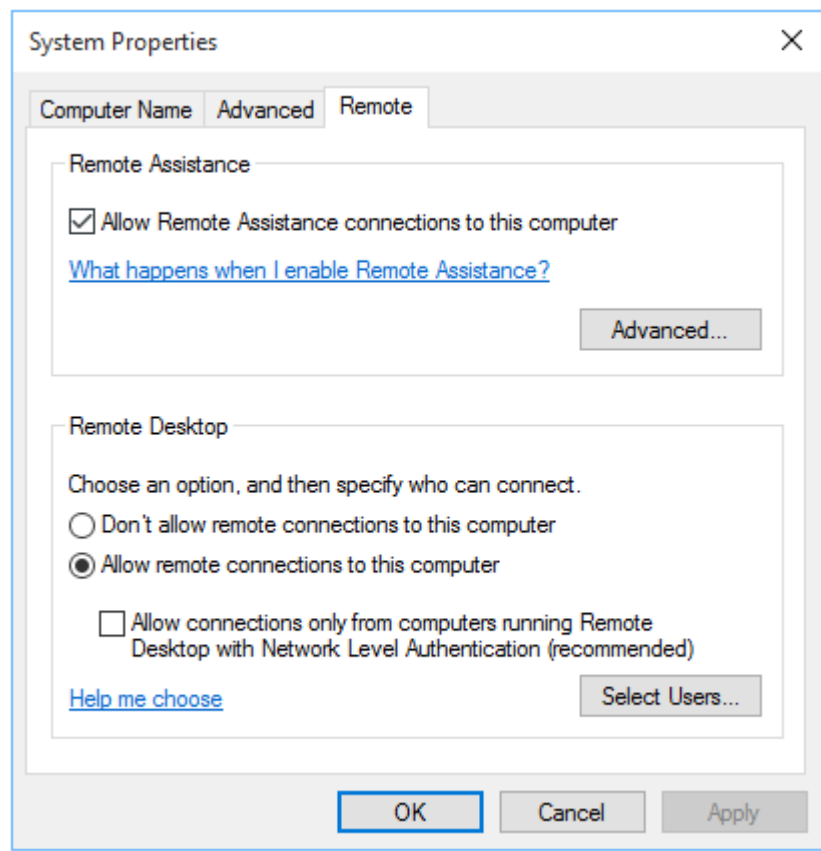 System Properties
Computer Name Advanced Remote
Remote Assistance
Allow Remote Assistance connections to this computer
What happens when I enable Remote Assistance?
Advanced...
Remote Desktop
Choose an option, and then specify who can connect.
Don't allow remote connections to this computer
Allow remote connections to this computer
Allow connections only from computers running Remote
Desktop with Network Level Authentication (recommended)
Help me choose
Select Users...
OK Cancel Apply